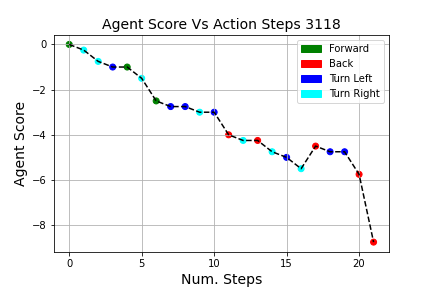 Agent Score Vs Action Steps 3118
Forward
Back
Turn Left
Turn Right
0
−2
−4
−6
−8
Agent Score
0
5
10
15
20
Num. Steps